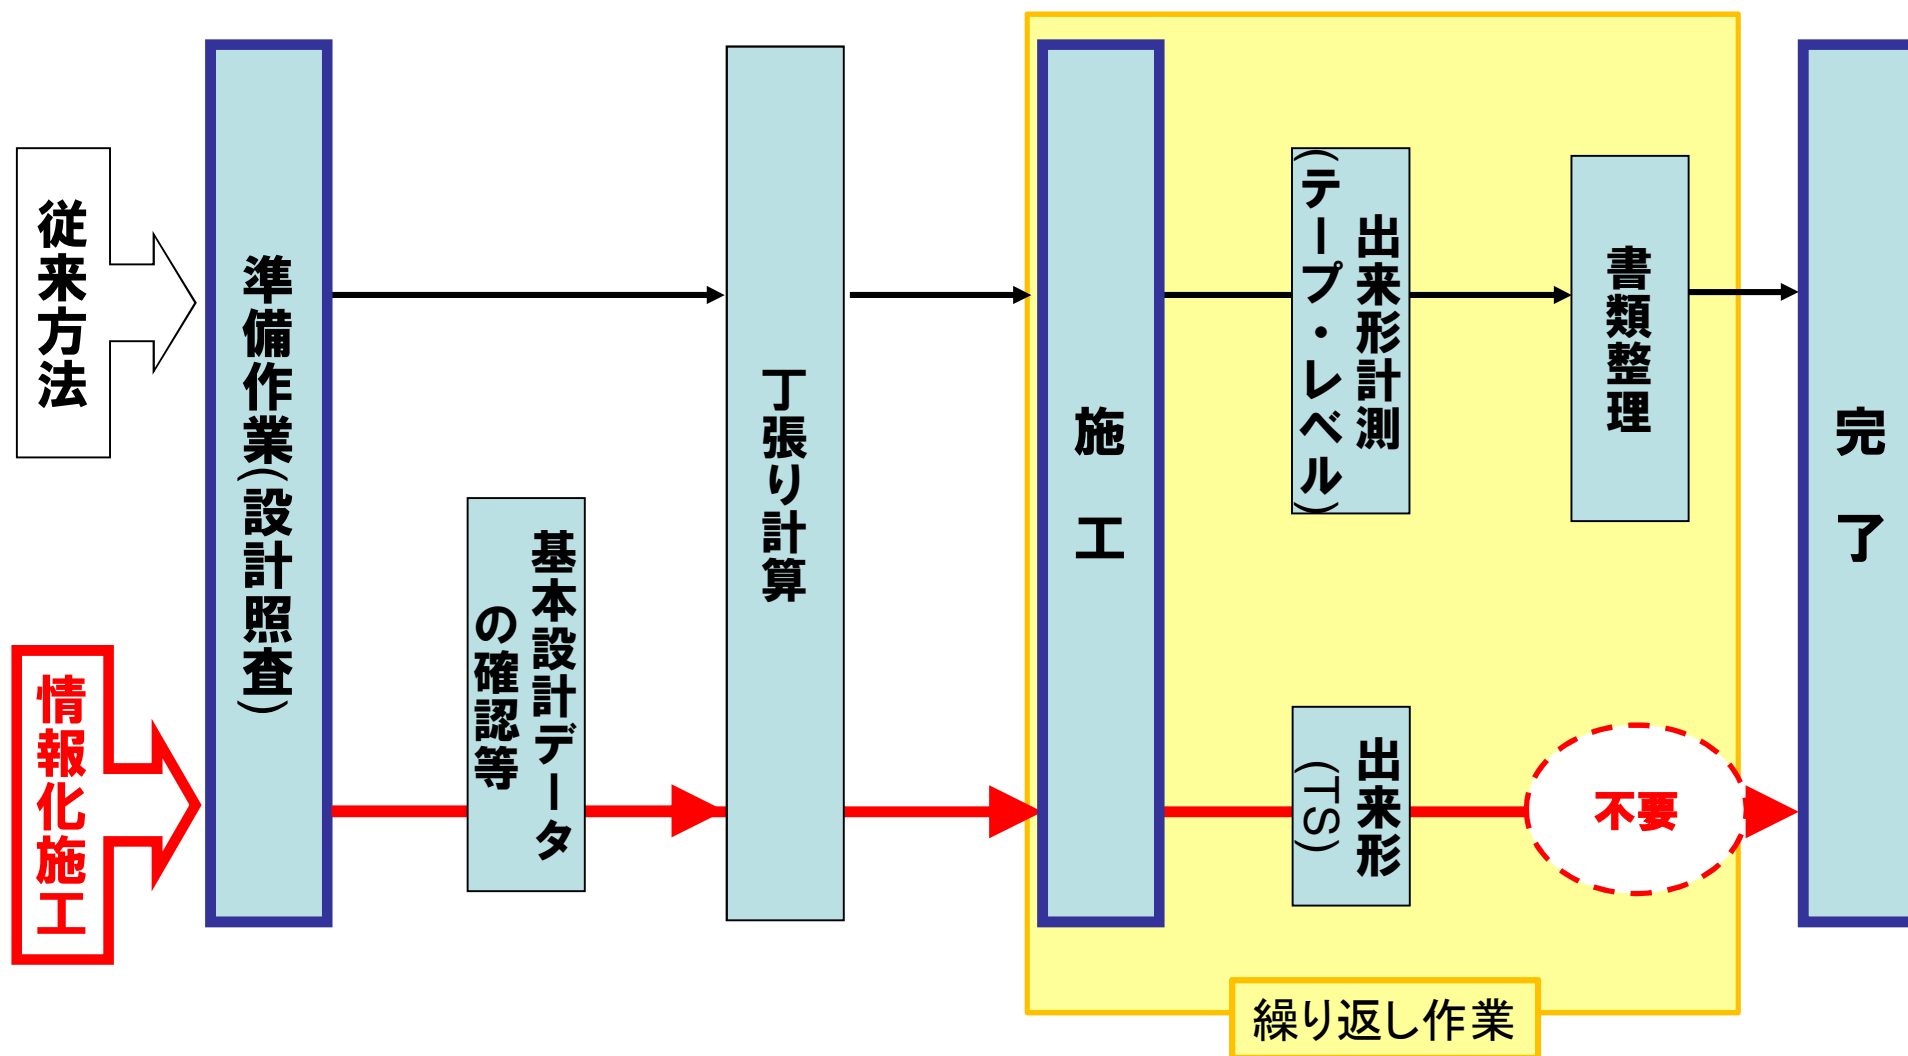 従来方法
情報化施工
準備作業(設計照査)
基本設計データ
の確認等
丁張り計算
施 工
出来形計測
(テープ・レベル)
書類整理
出来形
(TS)
不要
完 了
繰り返し作業